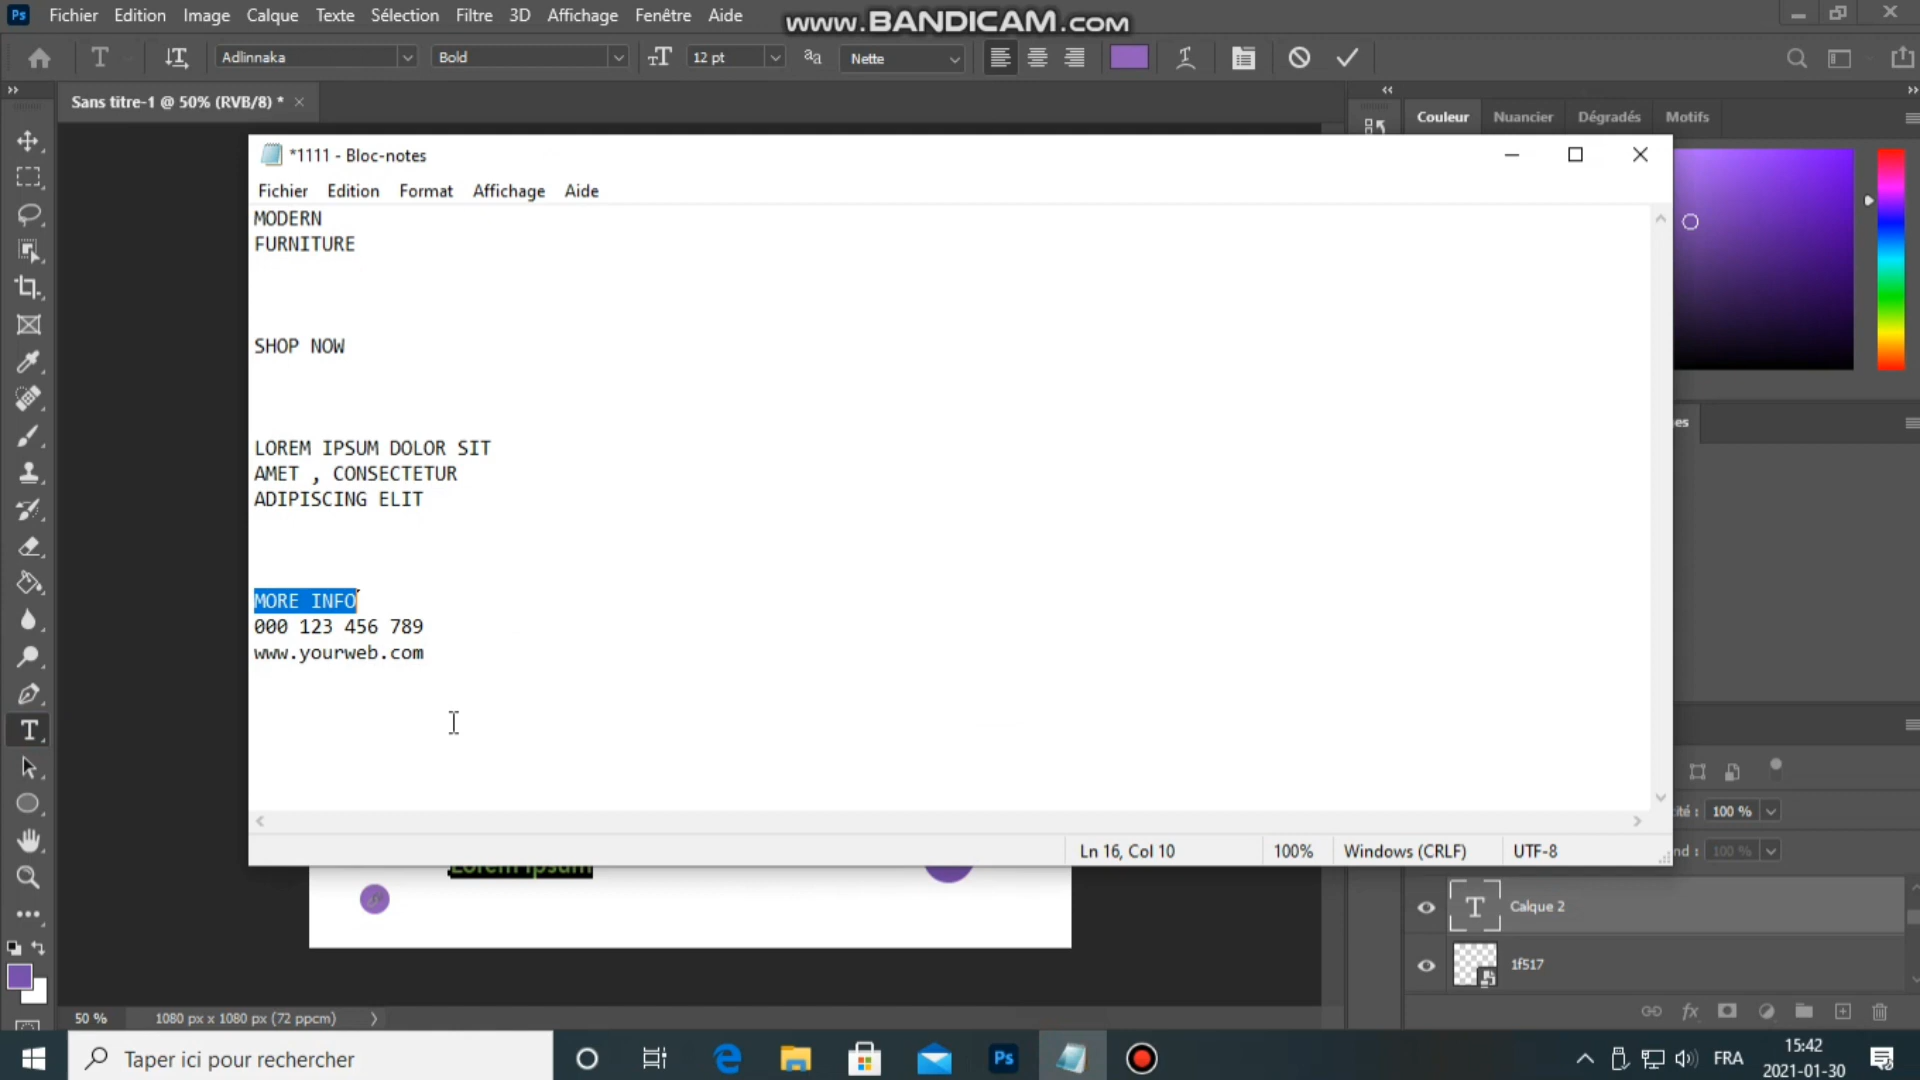 Fichier Edition Image Calque Texte Sélection Filtre 3D Affichage Fenêtre Aide
www.BANDICAM.com
Adlinnaka Bold 12 pt Nette
Sans titre-1 @ 50% (RVB/8) *
Couleur Nuancier Dégradés Motifs
*1111 - Bloc-notes
Fichier Edition Format Affichage Aide
MODERN
FURNITURE
SHOP NOW
LOREM IPSUM DOLOR SIT
AMET , CONSECTETUR
ADIPISCING ELIT
MORE INFO
000 123 456 789
www.yourweb.com
100 %
Ln 16, Col 10 100% Windows (CRLF) UTF-8
100 %
Lorem Ipsum
Calque 2
1f517
50 % 1080 px x 1080 px (72 ppcm)
Taper ici pour rechercher
FRA
15:42
2021-01-30